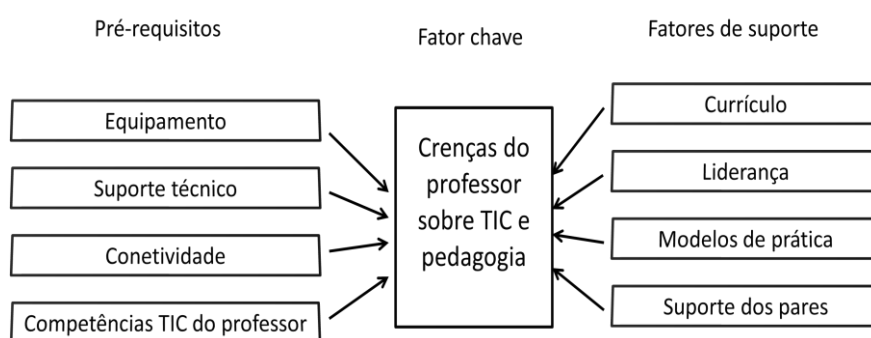 Pré-requisitos
Fator chave
Fatores de suporte
Equipamento
Suporte técnico
Conetividade
Competências TIC do professor
Crenças do
professor
sobre TIC e
pedagogia
Currículo
Liderança
Modelos de prática
Suporte dos pares